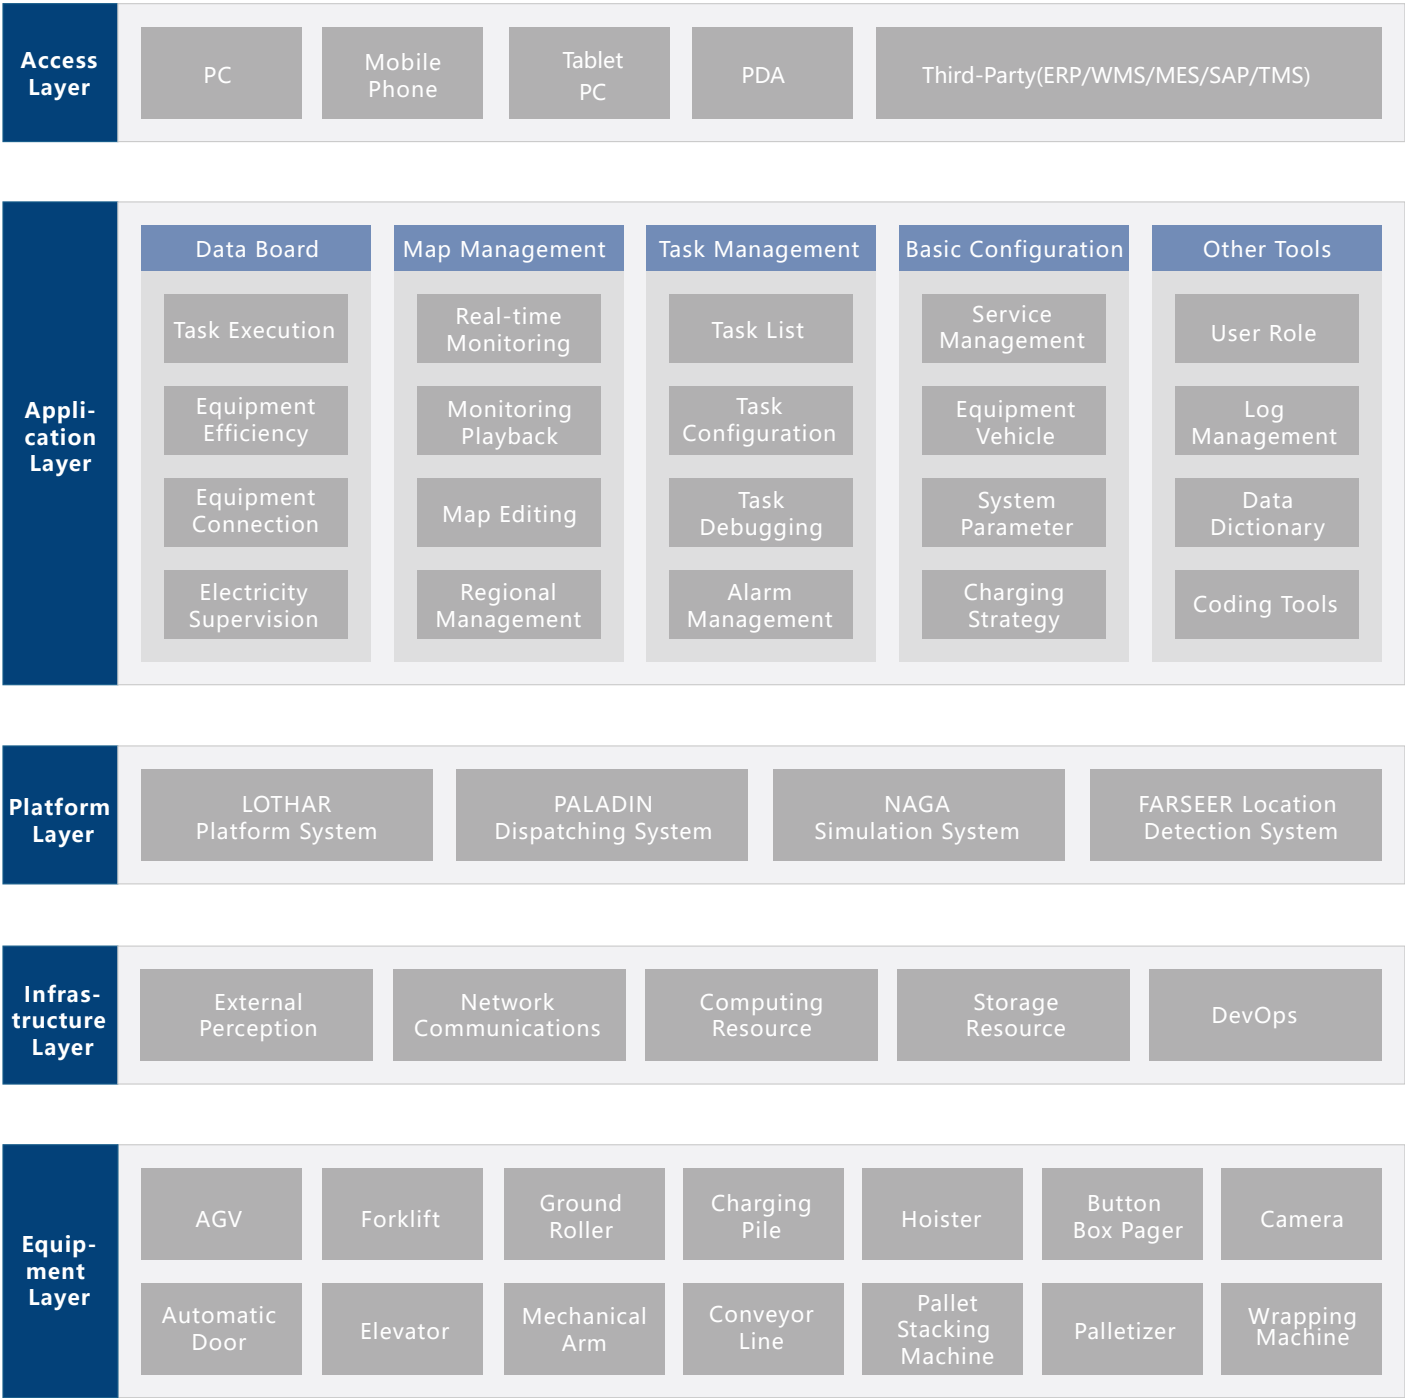 Access
Layer
PC
Mobile
Phone
Tablet
PC
PDA
Third-Party(ERP/WMS/MES/SAP/TMS)
Appli-
cation
Layer
Data Board
Task Execution
Equipment
Efficiency
Equipment
Connection
Electricity
Supervision
Map Management
Real-time
Monitoring
Monitoring
Playback
Map Editing
Regional
Management
Task Management
Task List
Task
Configuration
Task
Debugging
Alarm
Management
Basic Configuration
Service
Management
Equipment
Vehicle
System
Parameter
Charging
Strategy
Other Tools
User Role
Log
Management
Data
Dictionary
Coding Tools
Platform
Layer
LOTHAR
Platform System
PALADIN
Dispatching System
NAGA
Simulation System
FARSEER Location
Detection System
Infras-
tructure
Layer
External
Perception
Network
Communications
Computing
Resource
Storage
Resource
DevOps
Equip-
ment
Layer
AGV
Forklift
Ground
Roller
Charging
Pile
Hoister
Button
Box Pager
Camera
Automatic
Door
Elevator
Mechanical
Arm
Conveyor
Line
Pallet
Stacking
Machine
Palletizer
Wrapping
Machine